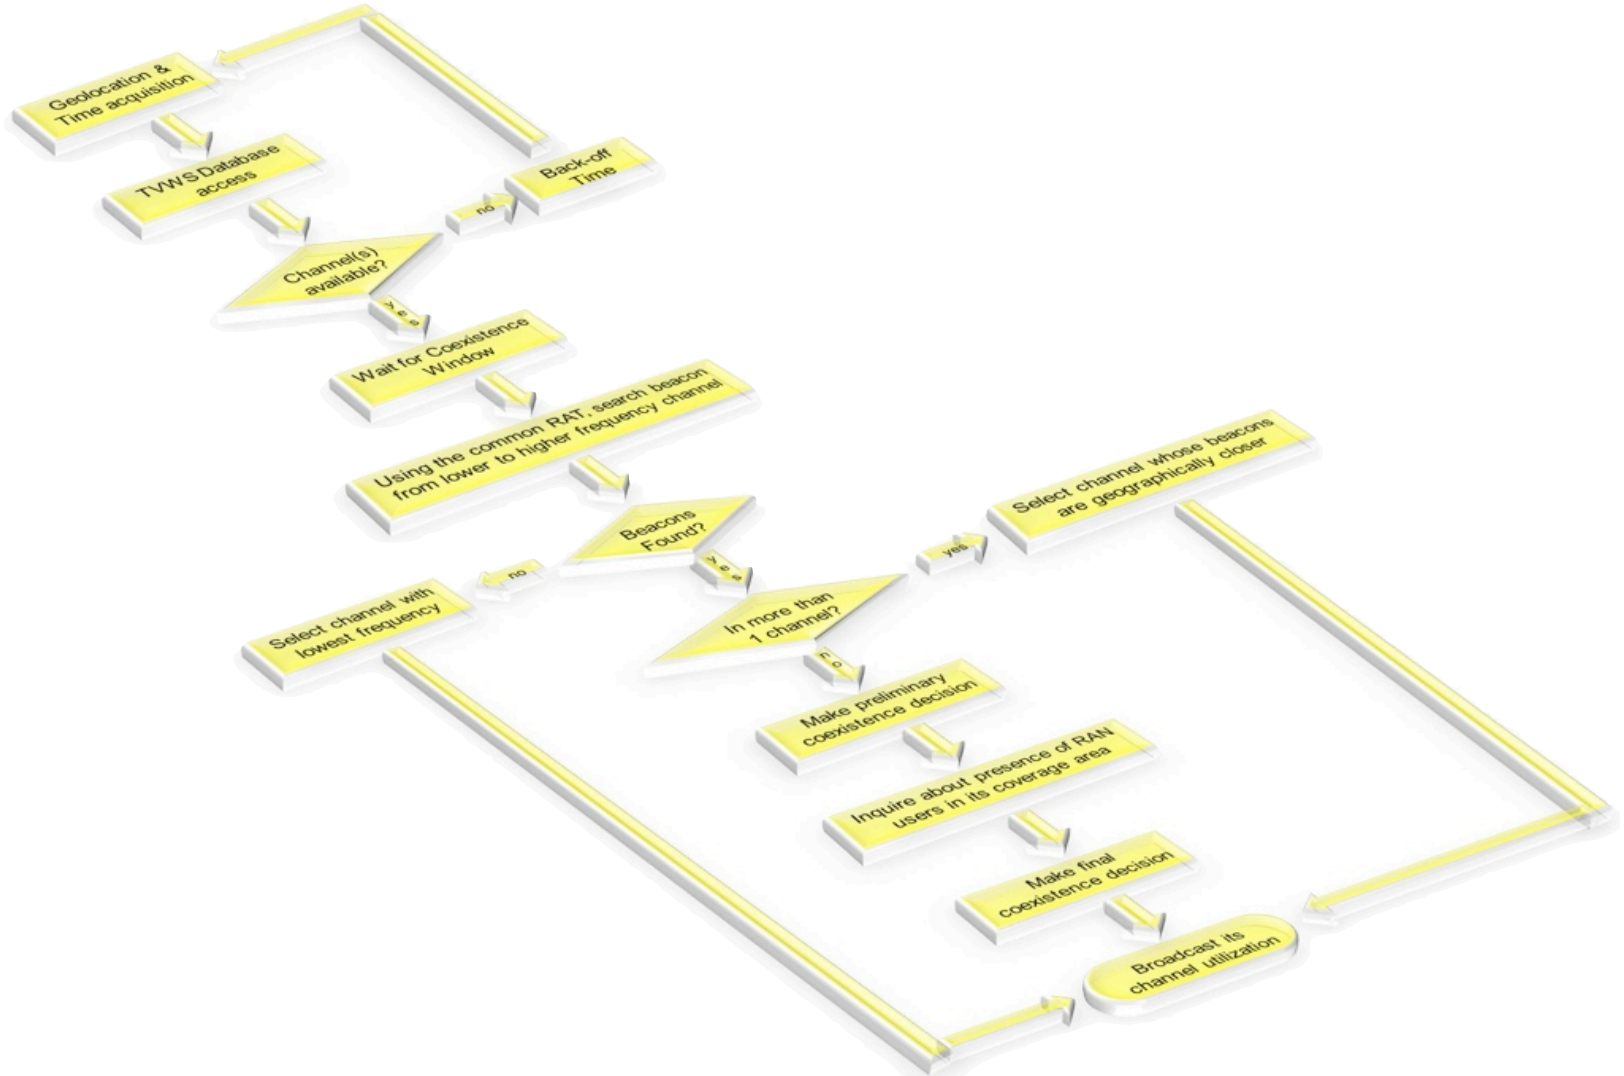 Geolocation &
Time acquisition
TVWS Database
access
Back-off
Time
no
Channel(s)
available?
yes
Wait for Coexistence
Window
Using the common RAT, search beacon
from lower to higher frequency channel
Beacons
Found?
no
yes
Select channel with
lowest frequency
In more than
1 channel?
yes
Select channel whose beacons
are geographically closer
no
Make preliminary
coexistence decision
Inquire about presence of RAN
users in its coverage area
Make final
coexistence decision
Broadcast its
channel utilization